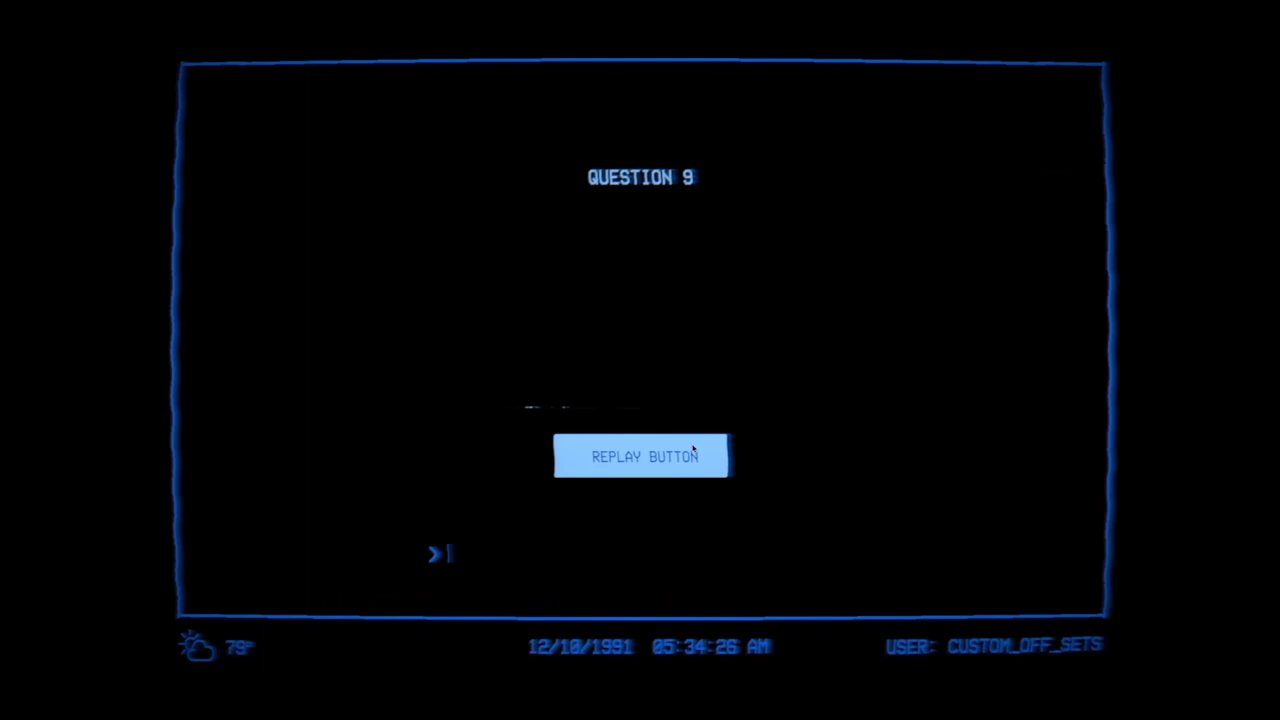 QUESTION 9
REPLAY BUTTON
>
79° 12/10/1991 05:34:26 AM USER: CUSTOM_OFF_SETS